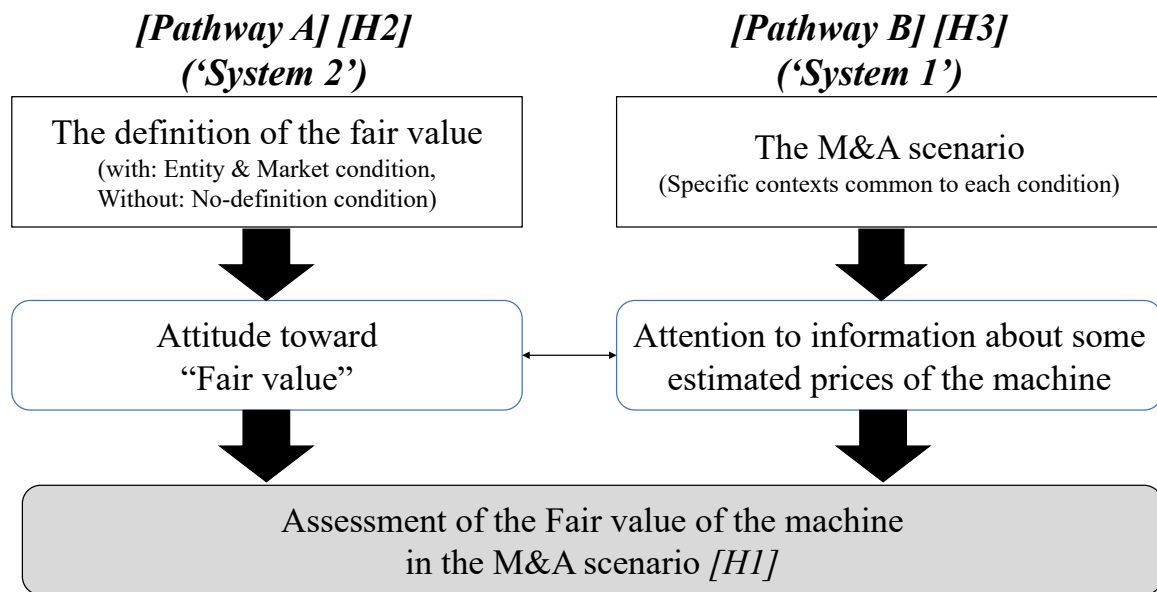 [Pathway A] [H2]
(‘System 2’)
The definition of the fair value
(with: Entity & Market condition,
Without: No-definition condition)
Attitude toward
“Fair value”
[Pathway B] [H3]
(‘System 1’)
The M&A scenario
(Specific contexts common to each condition)
Attention to information about some
estimated prices of the machine
Assessment of the Fair value of the machine
in the M&A scenario [H1]